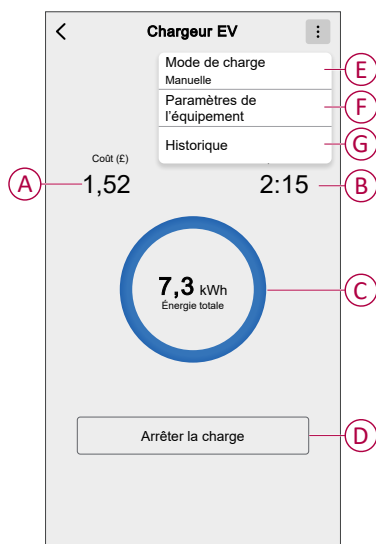 Chargeur EV
Mode de charge
Manuelle
E
Paramètres de
l'équipement
F
Historique
G
Coût (£)
A
1,52
2:15
B
7,3 kWh
Énergie totale
C
Arrêter la charge
D